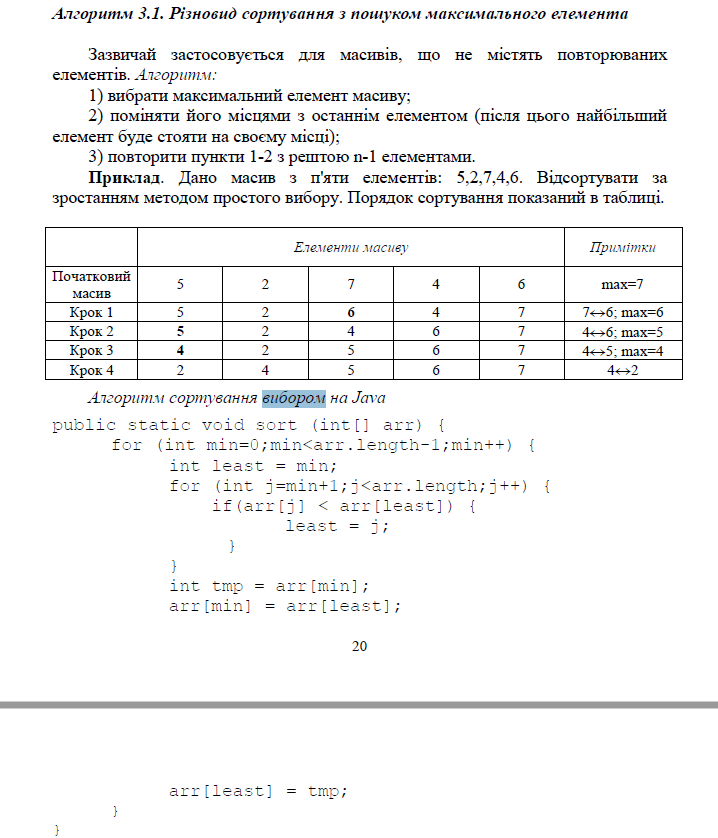 Алгоритм 3.1. Різновид сортування з пошуком максимального елемента
Зазвичай застосовується для масивів, що не містять повторюваних
елементів. Алгоритм:
1) вибрати максимальний елемент масиву;
2) поміняти його місцями з останнім елементом (після цього найбільший
елемент буде стояти на своєму місці);
3) повторити пункти 1-2 з рештою n-1 елементами.
Приклад. Дано масив з п'яти елементів: 5,2,7,4,6. Відсортувати за
зростанням методом простого вибору. Порядок сортування показаний в таблиці.
Елементи масиву Примітки
Початковий
масив 5 2 7 4 6 max=7
Крок 1 5 2 6 4 7 7↔6; max=6
Крок 2 5 2 4 6 7 4↔6; max=5
Крок 3 4 2 5 6 7 4↔5; max=4
Крок 4 2 4 5 6 7 4↔2
Алгоритм сортування вибором на Java
public static void sort (int[] arr) {
for (int min=0;min<arr.length-1;min++) {
int least = min;
for (int j=min+1;j<arr.length;j++) {
if(arr[j] < arr[least]) {
least = j;
}
}
int tmp = arr[min];
arr[min] = arr[least];
20
arr[least] = tmp;
}
}